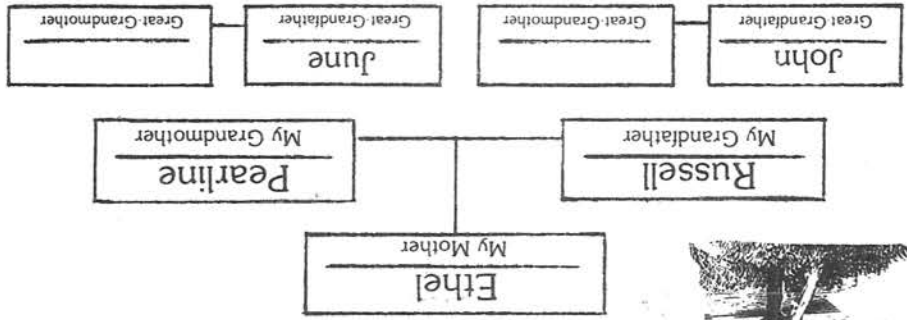 Ethel
My Mother
Russell
My Grandfather
Pearline
My Grandmother
John
Great Grandfather
Great-Grandmother
June
Great-Grandfather
Great-Grandmother